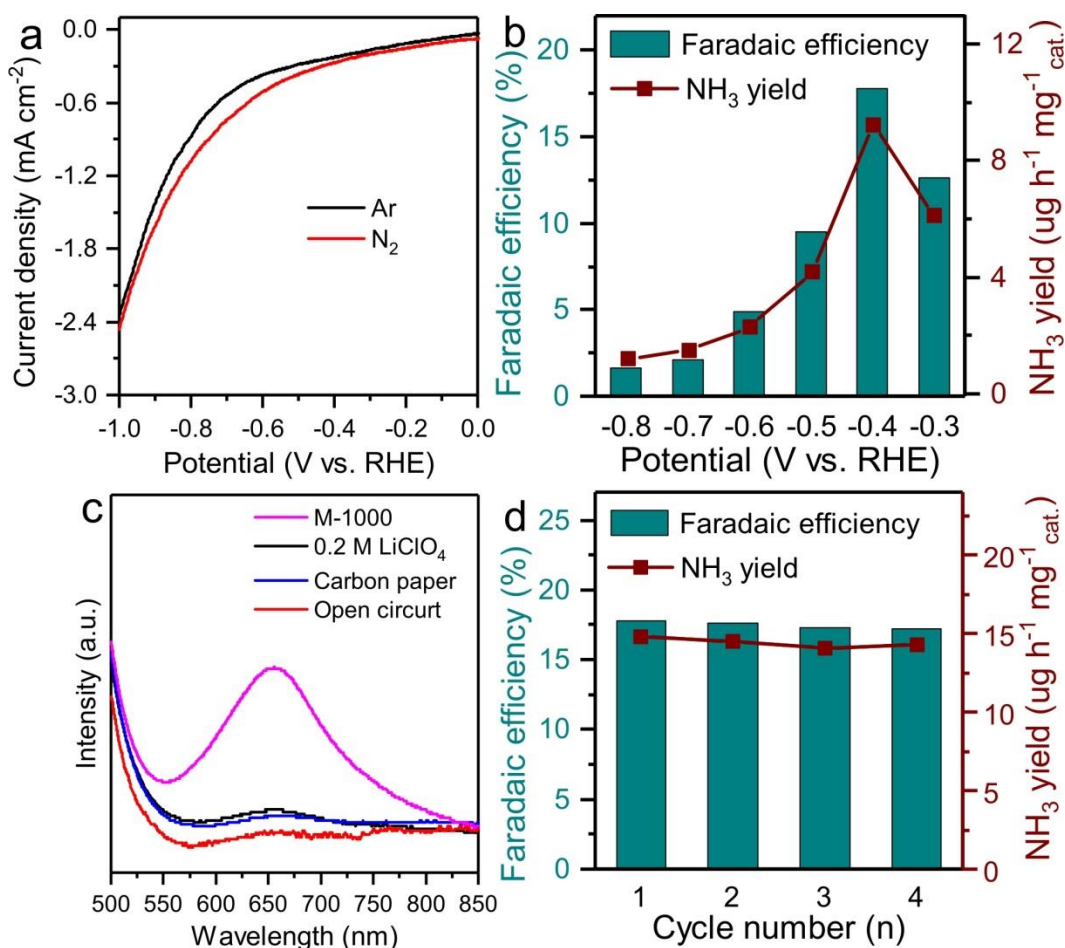 a
0.0
-0.6
-1.2
-1.8
-2.4
-3.0
Current density (mA cm⁻²)
Ar
N₂
-1.0 -0.8 -0.6 -0.4 -0.2 0.0
Potential (V vs. RHE)
b
20
15
10
5
0
Faradaic efficiency (%)
Faradaic efficiency
NH₃ yield
12
8
4
0
NH₃ yield (ug h⁻¹ mg⁻¹ cat.)
-0.8 -0.7 -0.6 -0.5 -0.4 -0.3
Potential (V vs. RHE)
c
M-1000
0.2 M LiClO₄
Carbon paper
Open circurt
Intensity (a.u.)
500 550 600 650 700 750 800 850
Wavelength (nm)
d
25
20
15
10
5
0
Faradaic efficiency (%)
Faradaic efficiency
NH₃ yield
20
15
10
5
0
NH₃ yield (ug h⁻¹ mg⁻¹ cat.)
1 2 3 4
Cycle number (n)